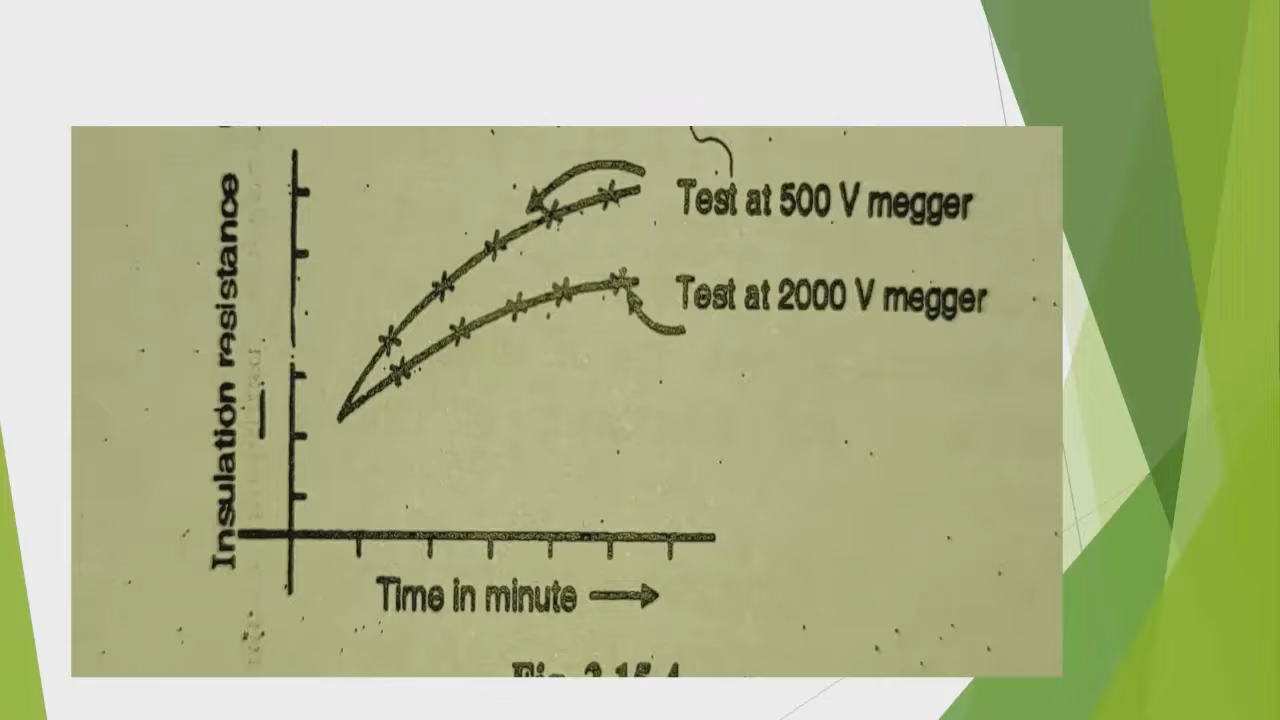 Insulation resistance
Test at 500 V megger
Test at 2000 V megger
Time in minute